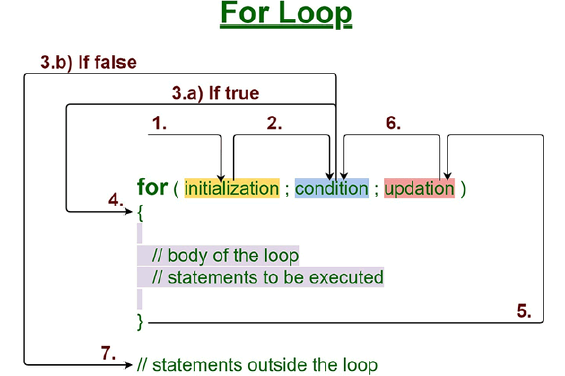 For Loop
3.b) If false
3.a) If true
1. 2. 6.
for ( initialization ; condition ; updation )
4.
{
// body of the loop
// statements to be executed
5.
}
7.
// statements outside the loop